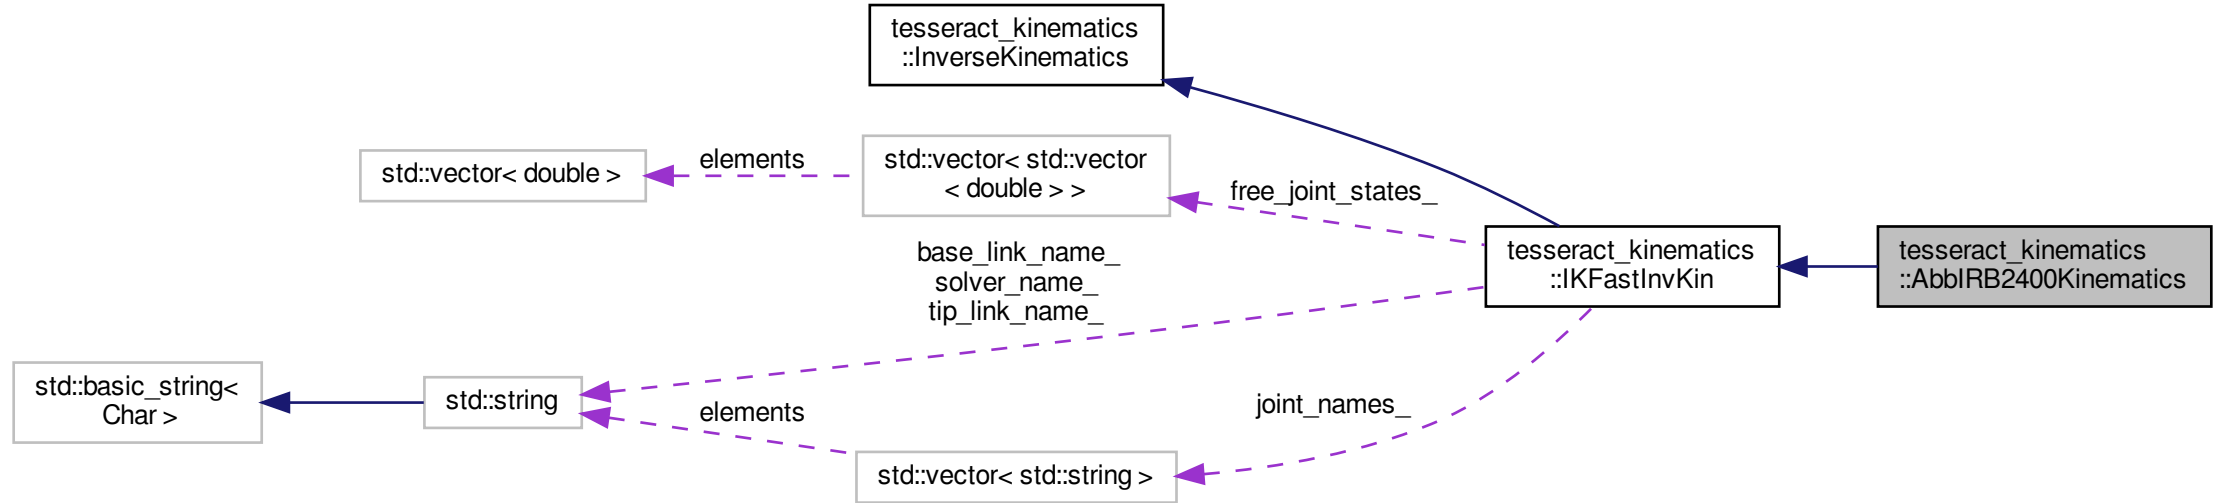 tesseract_kinematics
::InverseKinematics
std::vector< double >
elements
std::vector< std::vector
< double > >
free_joint_states_
base_link_name_
solver_name_
tip_link_name_
tesseract_kinematics
::IKFastInvKin
tesseract_kinematics
::AbbIRB2400Kinematics
std::basic_string<
Char >
std::string
elements
joint_names_
std::vector< std::string >